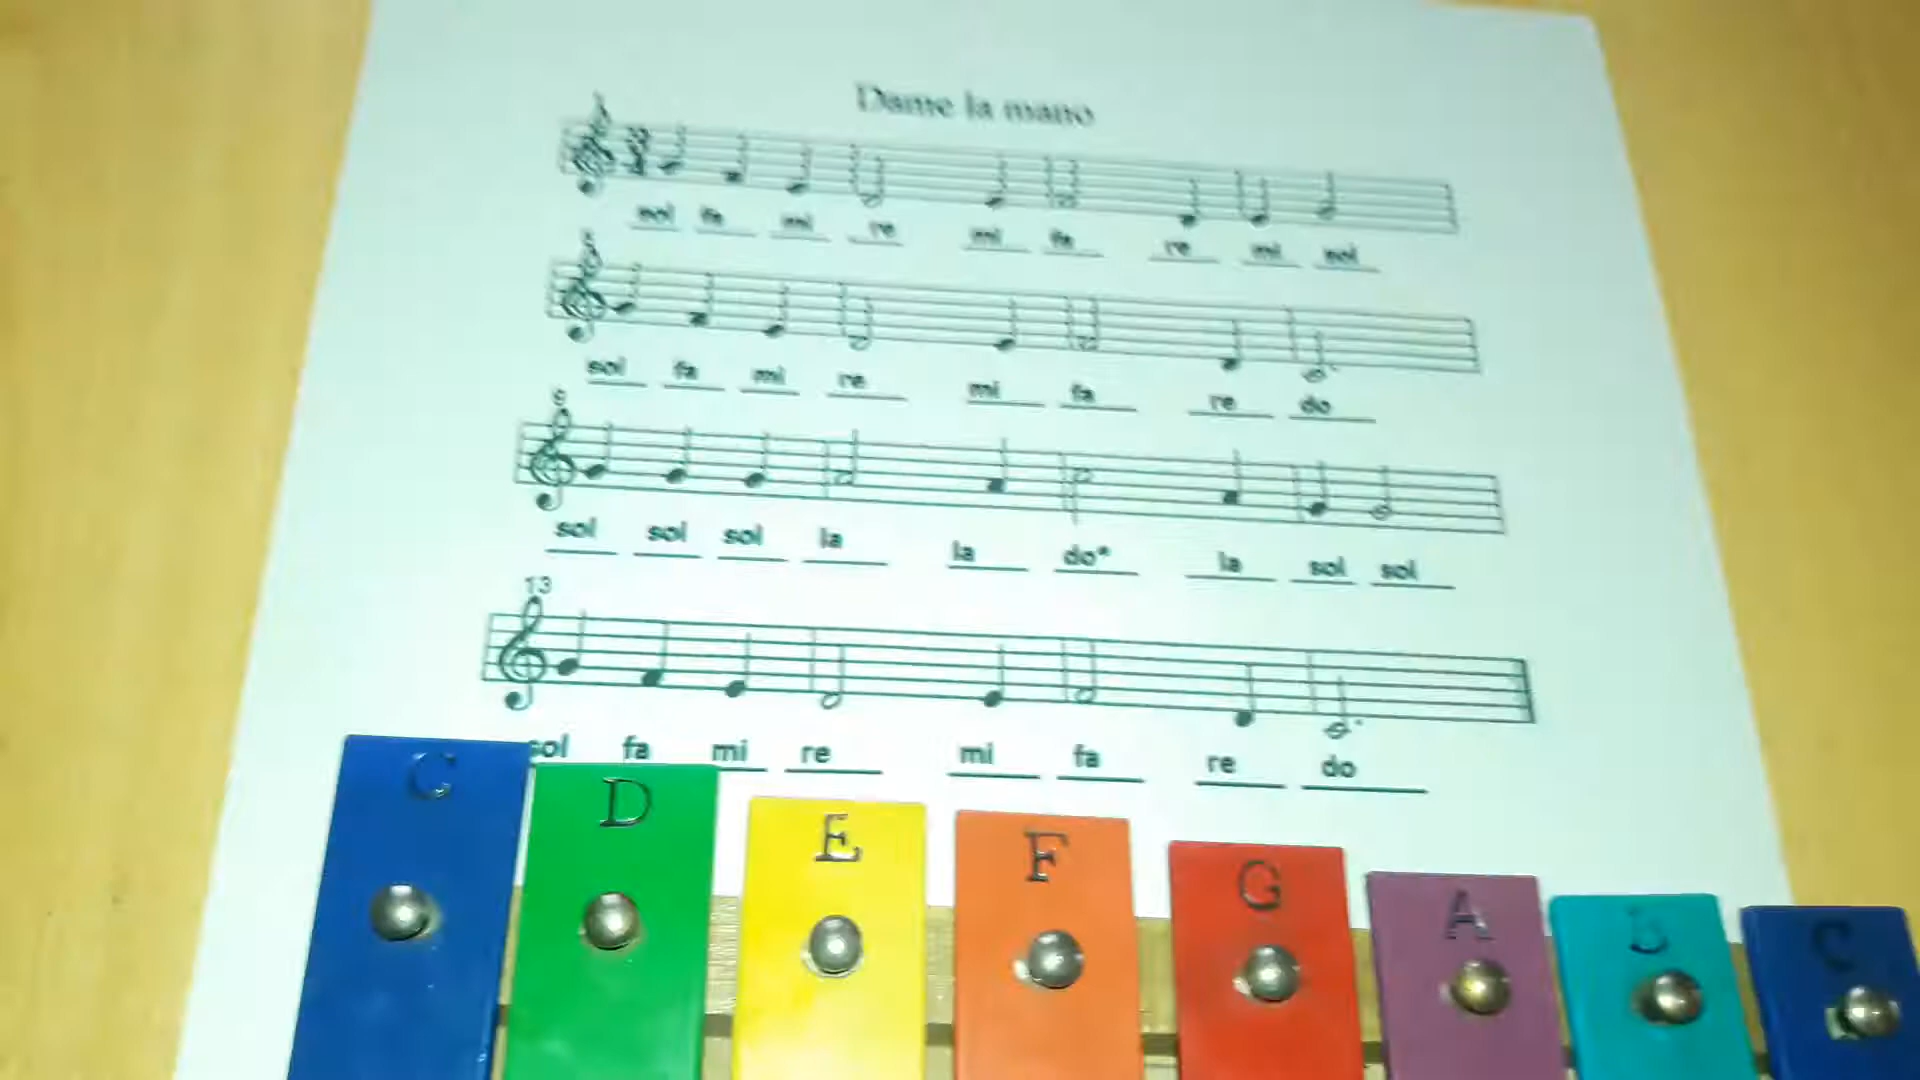 Dame la mano
sol fa mi re mi fa re mi sol
5
sol fa mi re mi fa re do
9
sol sol sol la la do* la sol sol
13
sol fa mi re mi fa re do
C D E F G A B C